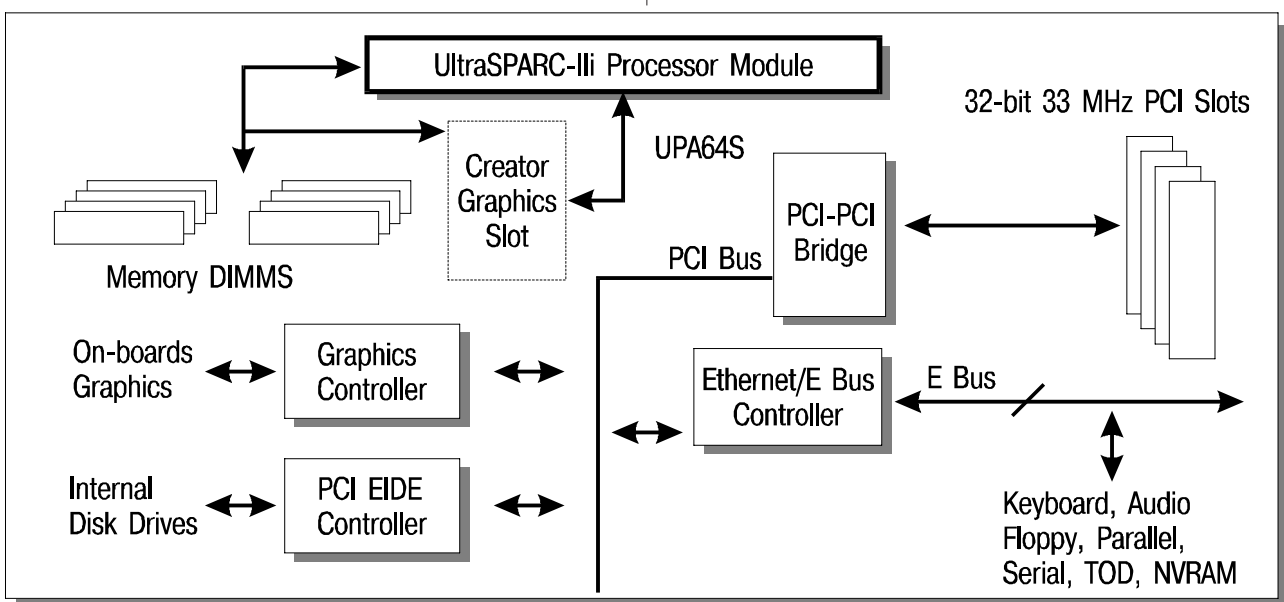 UltraSPARC-IIi Processor Module
32-bit 33 MHz PCI Slots
UPA64S
Creator
Graphics
Slot
PCI-PCI
Bridge
PCI Bus
Memory DIMMS
On-boards
Graphics
Graphics
Controller
Ethernet/E Bus
Controller
E Bus
Internal
Disk Drives
PCI EIDE
Controller
Keyboard, Audio
Floppy, Parallel,
Serial, TOD, NVRAM